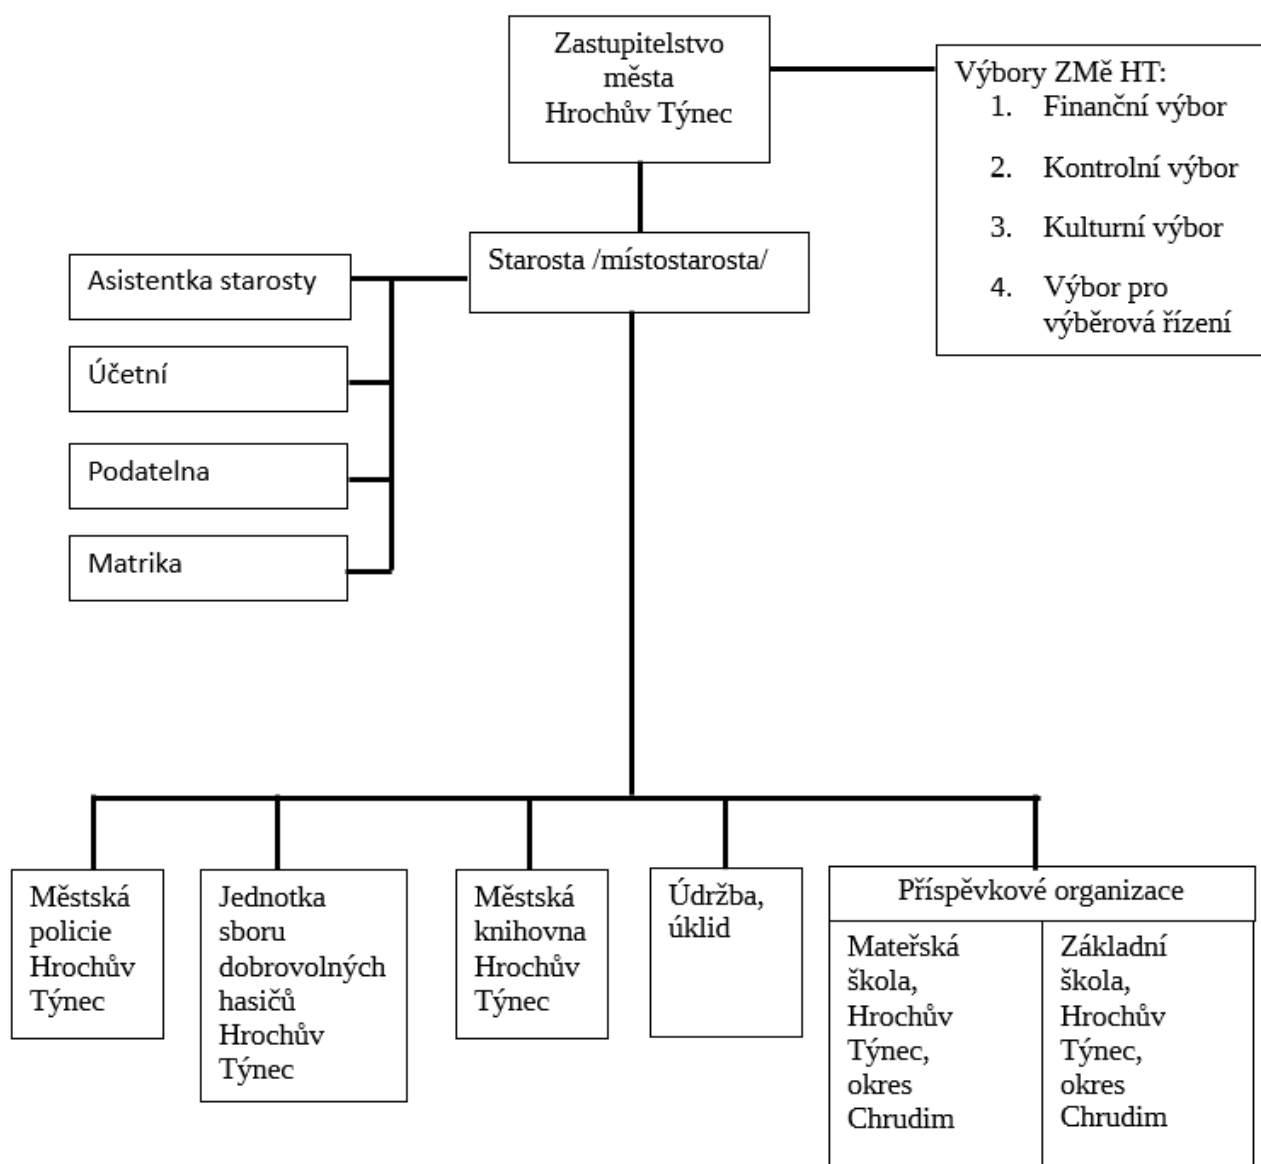 Zastupitelstvo
města
Hrochův Týnec
Výbory ZMě HT:
1. Finanční výbor
2. Kontrolní výbor
3. Kulturní výbor
4. Výbor pro
výběrová řízení
Starosta /místostarosta/
Asistentka starosty
Účetní
Podatelna
Matrika
Městská
policie
Hrochův
Týnec
Jednotka
sboru
dobrovolných
hasičů
Hrochův
Týnec
Městská
knihovna
Hrochův
Týnec
Údržba,
úklid
Příspěvkové organizace
Mateřská
škola,
Hrochův
Týnec,
okres
Chrudim
Základní
škola,
Hrochův
Týnec,
okres
Chrudim